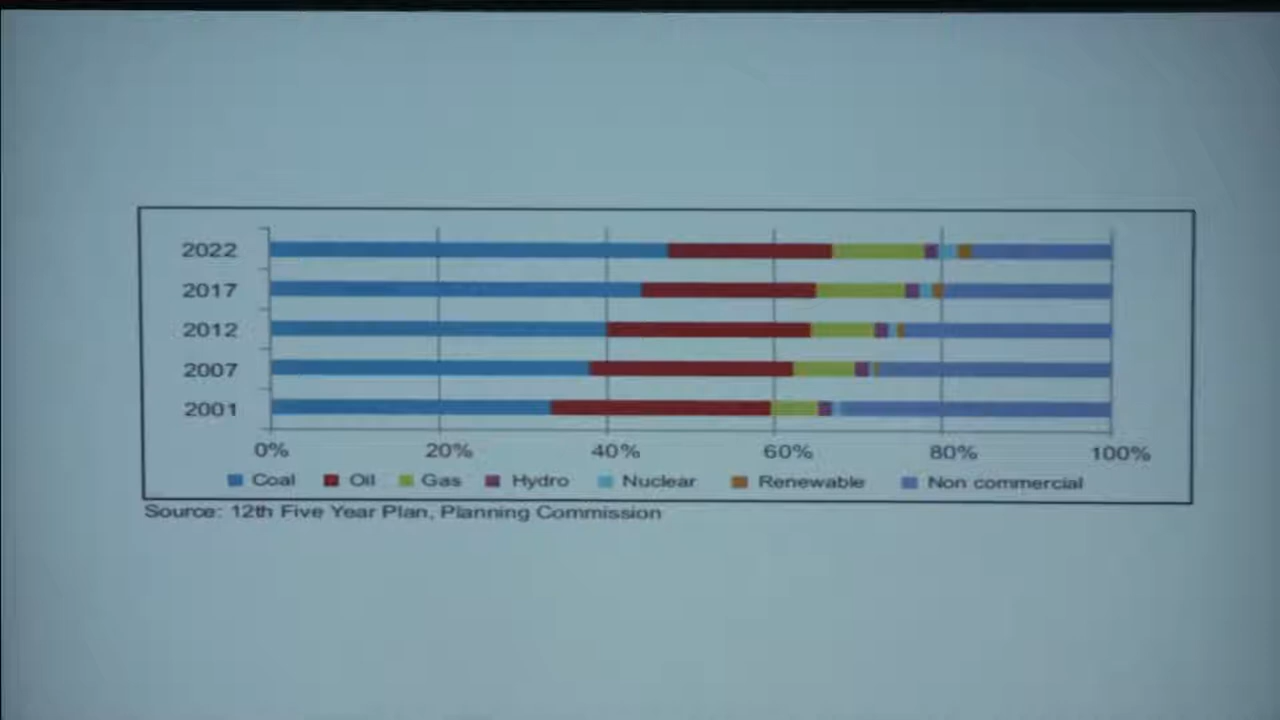 2022
2017
2012
2007
2001
0% 20% 40% 60% 80% 100%
Coal Oil Gas Hydro Nuclear Renewable Non commercial
Source: 12th Five Year Plan, Planning Commission